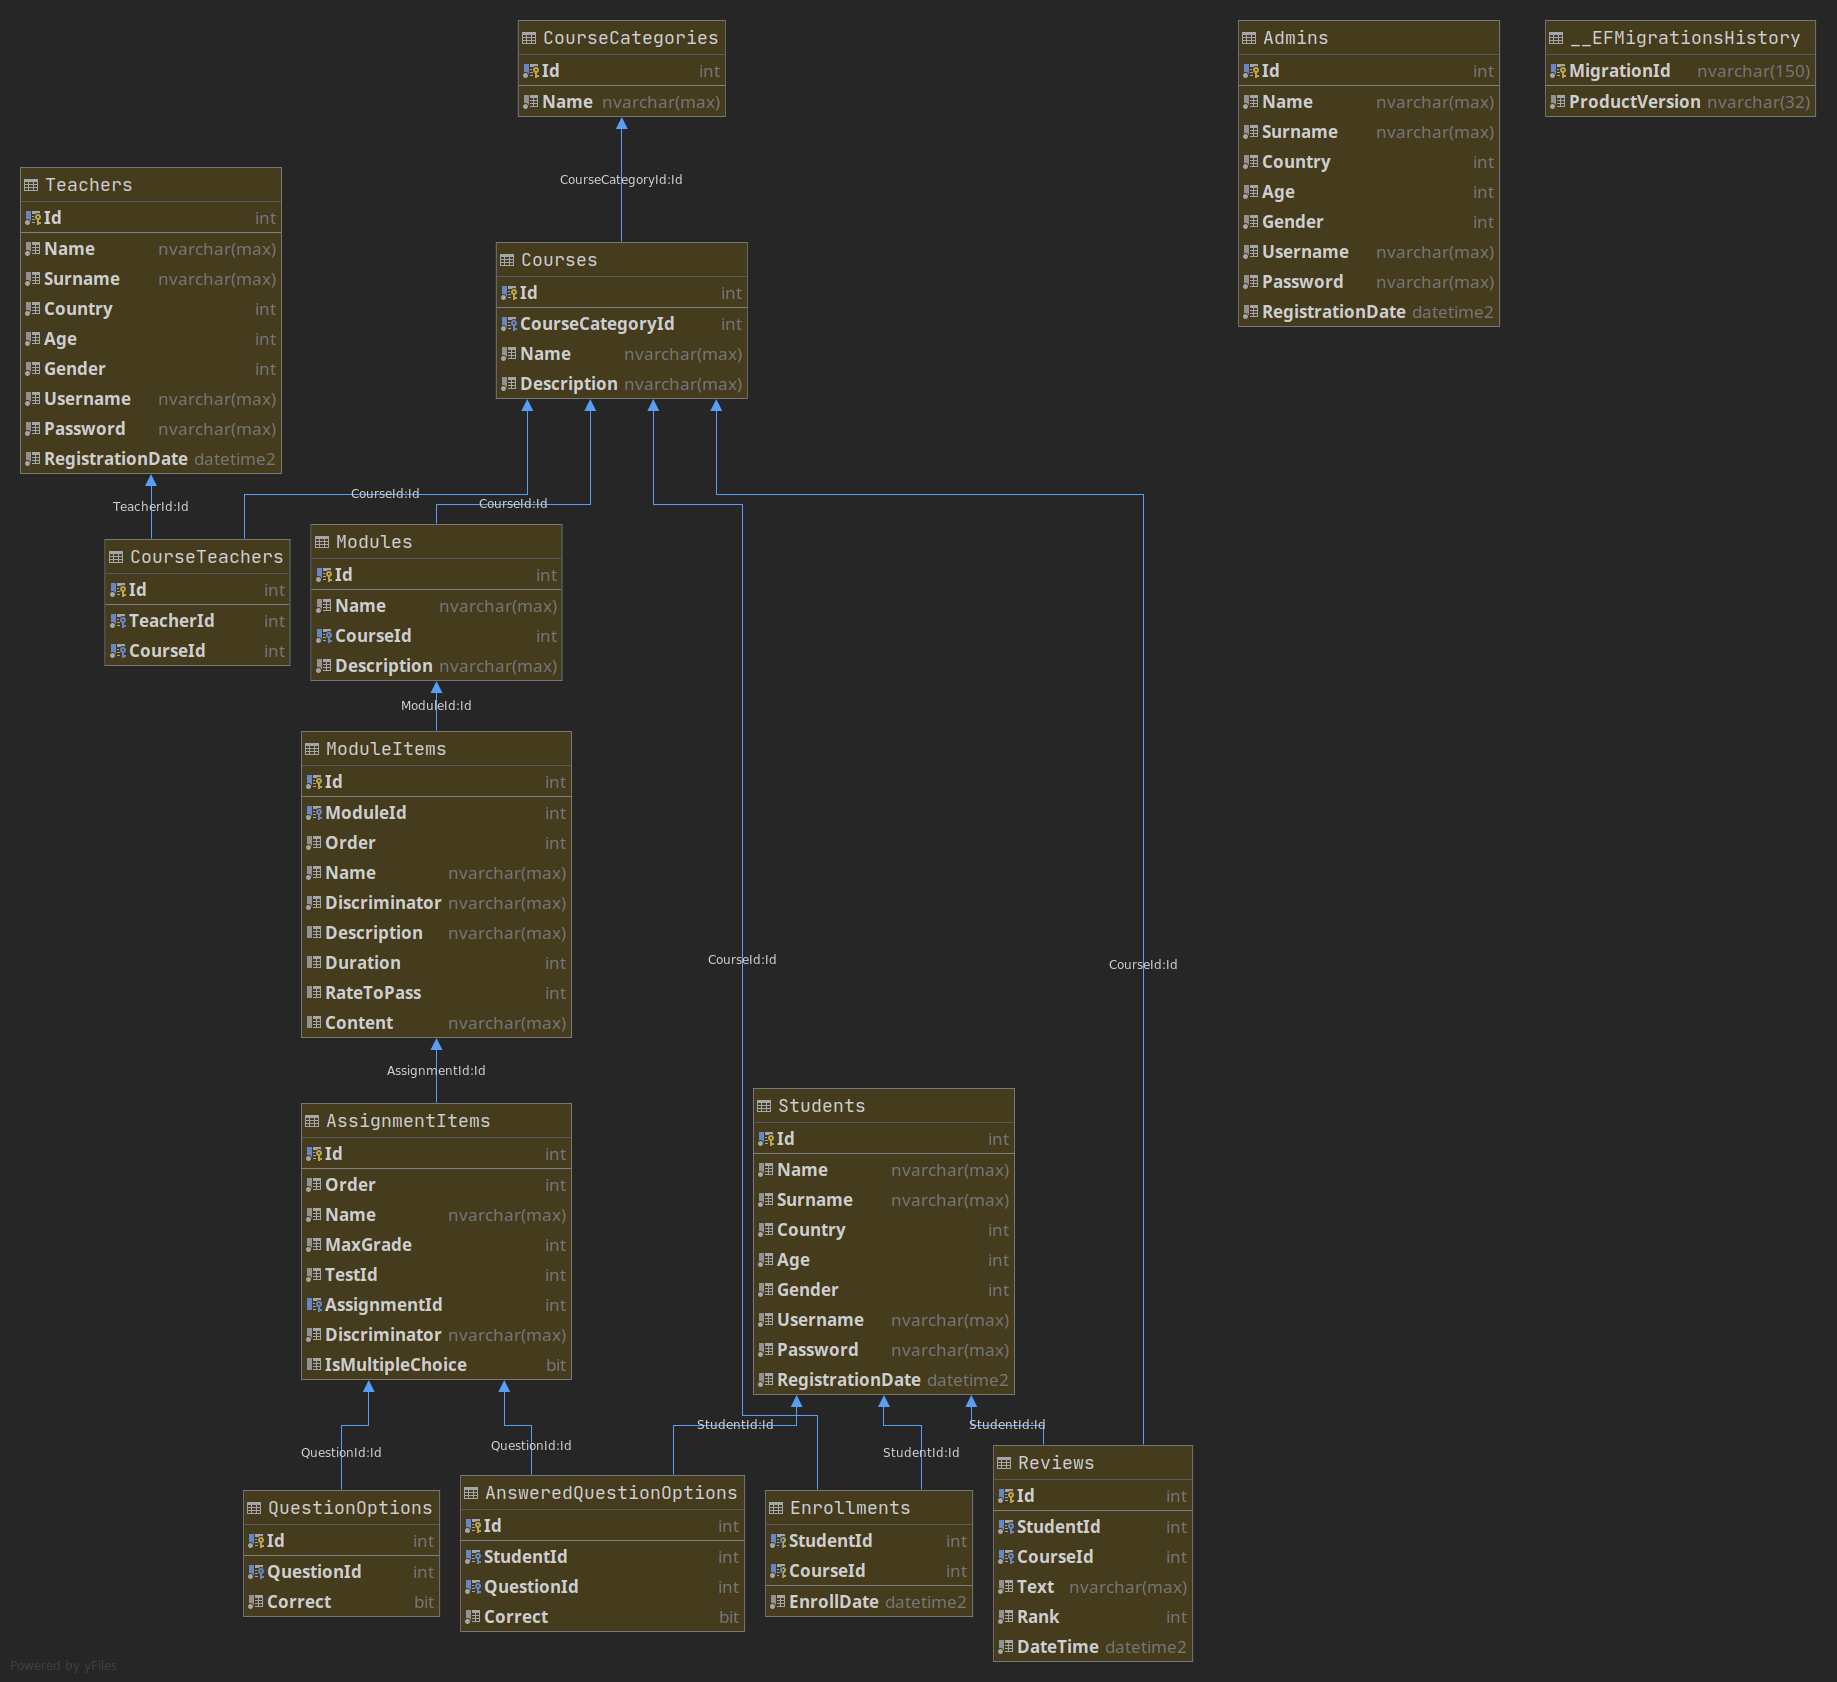 CourseCategories
Id int
Name nvarchar(max)
Admins
Id int
Name nvarchar(max)
Surname nvarchar(max)
Country int
Age int
Gender int
Username nvarchar(max)
Password nvarchar(max)
RegistrationDate datetime2
__EFMigrationsHistory
MigrationId nvarchar(150)
ProductVersion nvarchar(32)
CourseCategoryId:Id
Teachers
Id int
Name nvarchar(max)
Surname nvarchar(max)
Country int
Age int
Gender int
Username nvarchar(max)
Password nvarchar(max)
RegistrationDate datetime2
Courses
Id int
CourseCategoryId int
Name nvarchar(max)
Description nvarchar(max)
TeacherId:Id
CourseId:Id
CourseId:Id
CourseTeachers
Id int
TeacherId int
CourseId int
Modules
Id int
Name nvarchar(max)
CourseId int
Description nvarchar(max)
ModuleId:Id
ModuleItems
Id int
ModuleId int
Order int
Name nvarchar(max)
Discriminator nvarchar(max)
Description nvarchar(max)
Duration int
RateToPass int
Content nvarchar(max)
CourseId:Id
CourseId:Id
AssignmentId:Id
AssignmentItems
Id int
Order int
Name nvarchar(max)
MaxGrade int
TestId int
AssignmentId int
Discriminator nvarchar(max)
IsMultipleChoice bit
Students
Id int
Name nvarchar(max)
Surname nvarchar(max)
Country int
Age int
Gender int
Username nvarchar(max)
Password nvarchar(max)
RegistrationDate datetime2
QuestionId:Id
QuestionId:Id
StudentId:Id
StudentId:Id
StudentId:Id
QuestionOptions
Id int
QuestionId int
Correct bit
AnsweredQuestionOptions
Id int
StudentId int
QuestionId int
Correct bit
Enrollments
StudentId int
CourseId int
EnrollDate datetime2
Reviews
Id int
StudentId int
CourseId int
Text nvarchar(max)
Rank int
DateTime datetime2
Powered by yFiles